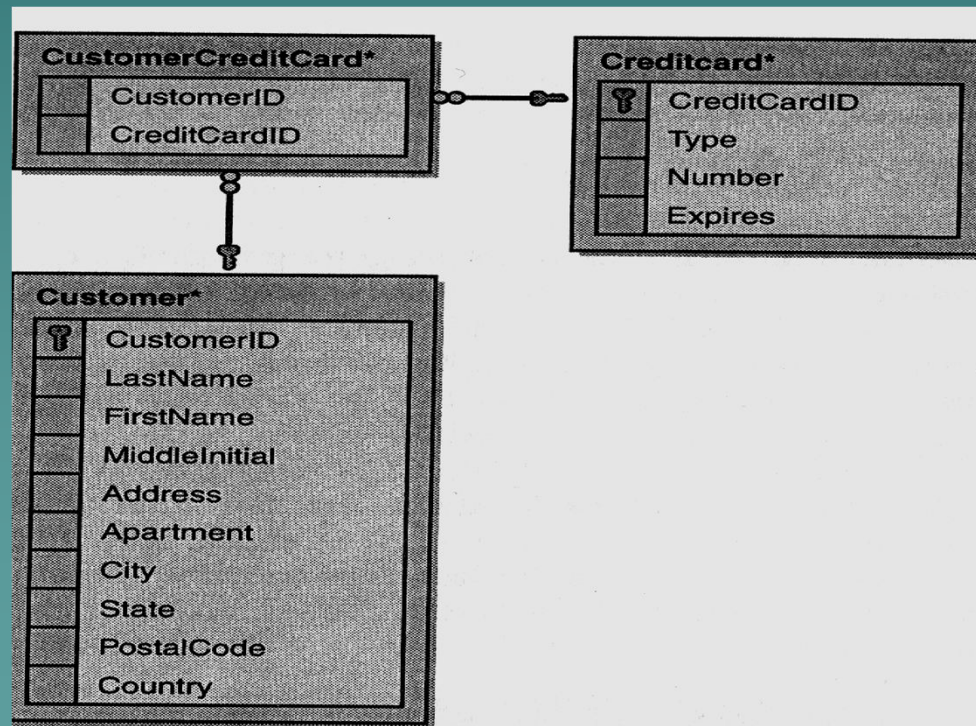 CustomerCreditCard*
CustomerID
CreditCardID
Creditcard*
CreditCardID
Type
Number
Expires
Customer*
CustomerID
LastName
FirstName
MiddleInitial
Address
Apartment
City
State
PostalCode
Country